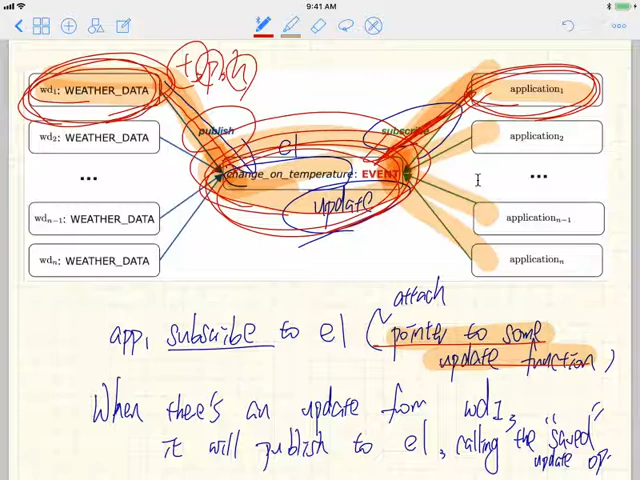 9:41 AM
wd1: WEATHER_DATA
application1
publish
subscribe
wd2: WEATHER_DATA
application2
e1
...
change_on_temperature: EVENT
...
update
wdn−1: WEATHER_DATA
applicationn−1
wdn: WEATHER_DATA
applicationn
attach
app1 subscribe to e1 (pointer to some
update function)
When there's an update from wd1,
it will publish to e1, calling the "saved"
update op.